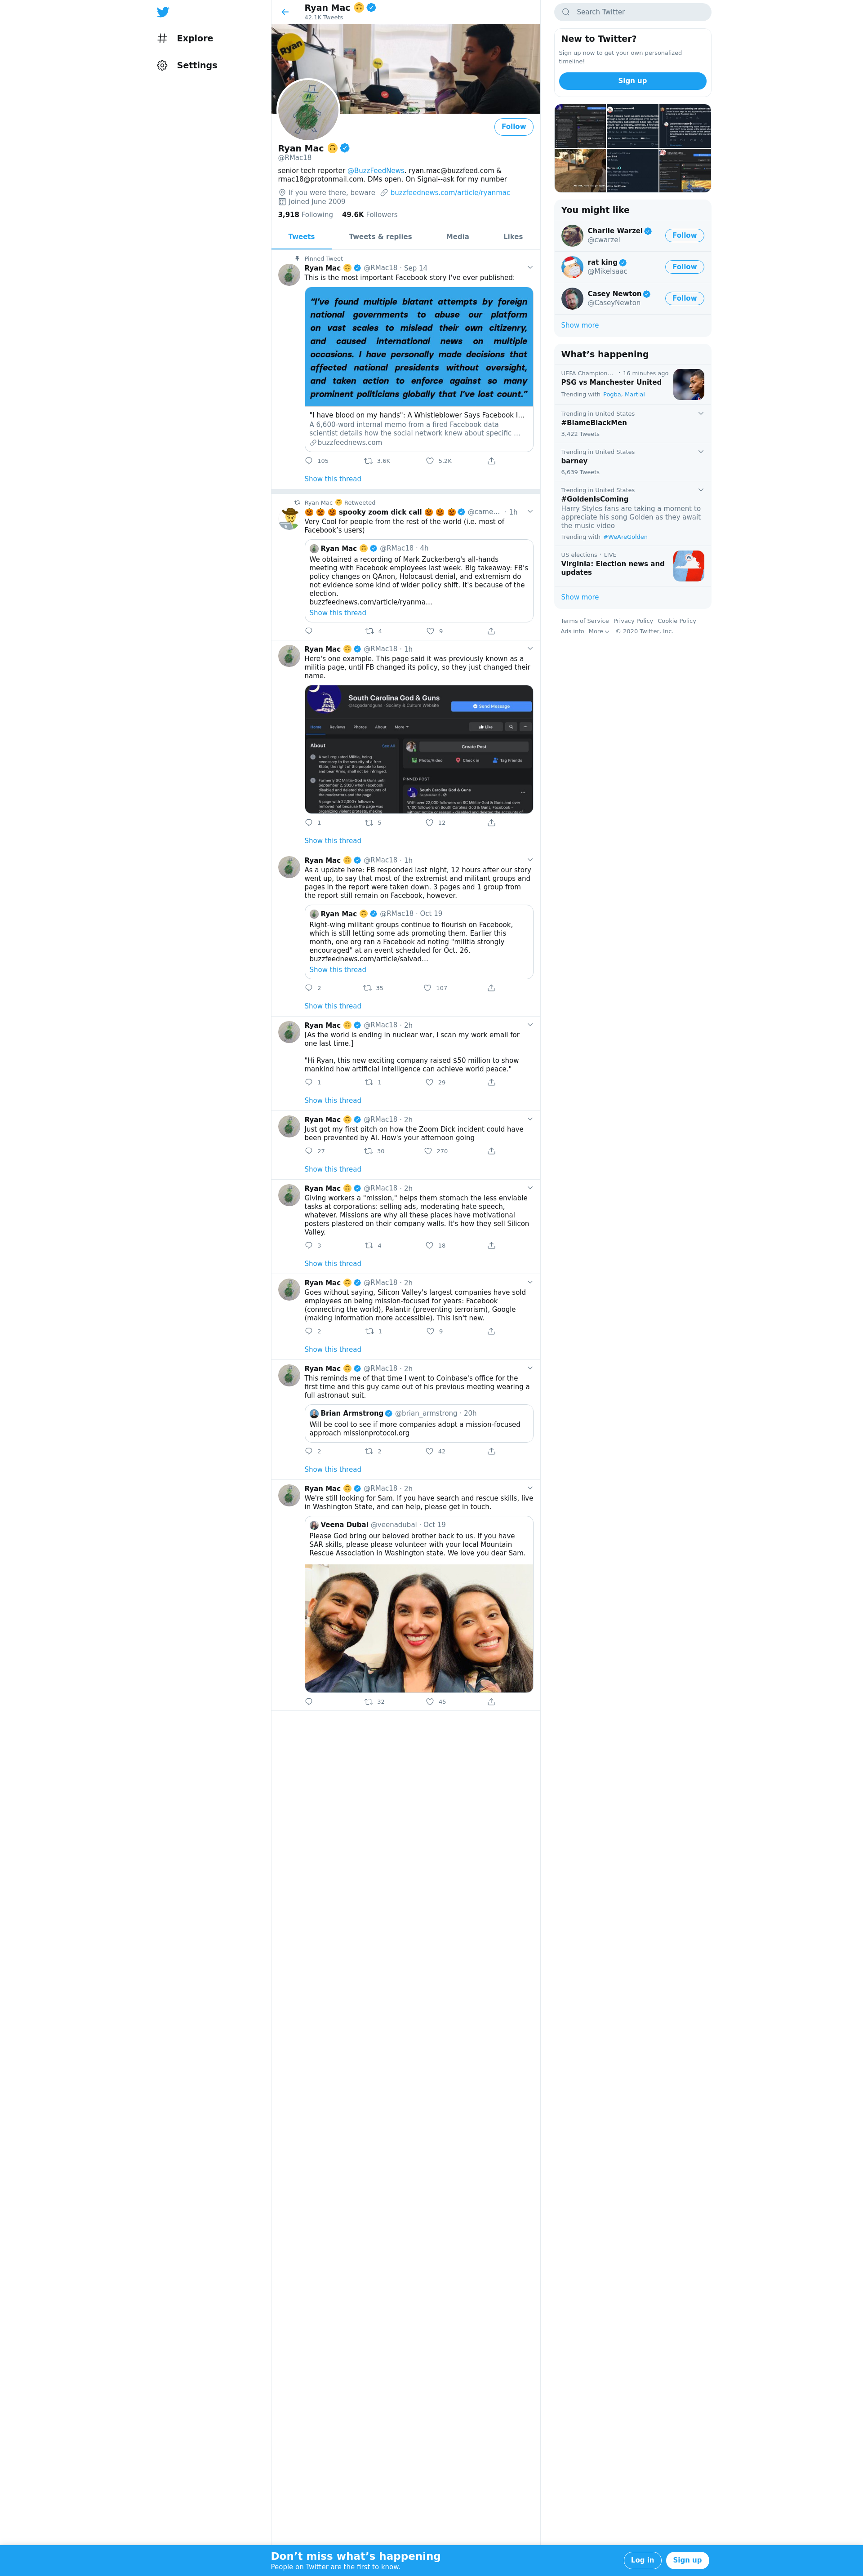 Explore
Settings
Ryan Mac 🙃
42.1K Tweets
Ryan
Follow
Ryan Mac 🙃
@RMac18
senior tech reporter @BuzzFeedNews. ryan.mac@buzzfeed.com &
rmac18@protonmail.com. DMs open. On Signal--ask for my number
If you were there, beware buzzfeednews.com/article/ryanmac
Joined June 2009
3,918 Following 49.6K Followers
Tweets Tweets & replies Media Likes
Pinned Tweet
Ryan Mac 🙃 @RMac18 · Sep 14
This is the most important Facebook story I've ever published:
"I've found multiple blatant attempts by foreign
national governments to abuse our platform
on vast scales to mislead their own citizenry,
and caused international news on multiple
occasions. I have personally made decisions that
affected national presidents without oversight,
and taken action to enforce against so many
prominent politicians globally that I've lost count."
"I have blood on my hands": A Whistleblower Says Facebook I...
A 6,600-word internal memo from a fired Facebook data
scientist details how the social network knew about specific ...
buzzfeednews.com
105 3.6K 5.2K
Show this thread
Ryan Mac 🙃 Retweeted
🎃 🎃 🎃 spooky zoom dick call 🎃 🎃 🎃 @came... · 1h
Very Cool for people from the rest of the world (i.e. most of
Facebook's users)
Ryan Mac 🙃 @RMac18 · 4h
We obtained a recording of Mark Zuckerberg's all-hands
meeting with Facebook employees last week. Big takeaway: FB's
policy changes on QAnon, Holocaust denial, and extremism do
not evidence some kind of wider policy shift. It's because of the
election.
buzzfeednews.com/article/ryanma…
Show this thread
4 9
Ryan Mac 🙃 @RMac18 · 1h
Here's one example. This page said it was previously known as a
militia page, until FB changed its policy, so they just changed their
name.
South Carolina God & Guns
Society & Culture Website
Send Message
Home Reviews Photos About More
Like
About See All
Create Post
Photo/Video Check in Tag Friends
PINNED POST
South Carolina God & Guns
1 5 12
Show this thread
Ryan Mac 🙃 @RMac18 · 1h
As a update here: FB responded last night, 12 hours after our story
went up, to say that most of the extremist and militant groups and
pages in the report were taken down. 3 pages and 1 group from
the report still remain on Facebook, however.
Ryan Mac 🙃 @RMac18 · Oct 19
Right-wing militant groups continue to flourish on Facebook,
which is still letting some ads promoting them. Earlier this
month, one org ran a Facebook ad noting "militia strongly
encouraged" at an event scheduled for Oct. 26.
buzzfeednews.com/article/salvad…
Show this thread
2 35 107
Show this thread
Ryan Mac 🙃 @RMac18 · 2h
[As the world is ending in nuclear war, I scan my work email for
one last time.]
"Hi Ryan, this new exciting company raised $50 million to show
mankind how artificial intelligence can achieve world peace."
1 1 29
Show this thread
Ryan Mac 🙃 @RMac18 · 2h
Just got my first pitch on how the Zoom Dick incident could have
been prevented by AI. How's your afternoon going
27 30 270
Show this thread
Ryan Mac 🙃 @RMac18 · 2h
Giving workers a "mission," helps them stomach the less enviable
tasks at corporations: selling ads, moderating hate speech,
whatever. Missions are why all these places have motivational
posters plastered on their company walls. It's how they sell Silicon
Valley.
3 4 18
Show this thread
Ryan Mac 🙃 @RMac18 · 2h
Goes without saying, Silicon Valley's largest companies have sold
employees on being mission-focused for years: Facebook
(connecting the world), Palantir (preventing terrorism), Google
(making information more accessible). This isn't new.
2 1 9
Show this thread
Ryan Mac 🙃 @RMac18 · 2h
This reminds me of that time I went to Coinbase's office for the
first time and this guy came out of his previous meeting wearing a
full astronaut suit.
Brian Armstrong @brian_armstrong · 20h
Will be cool to see if more companies adopt a mission-focused
approach missionprotocol.org
2 2 42
Show this thread
Ryan Mac 🙃 @RMac18 · 2h
We're still looking for Sam. If you have search and rescue skills, live
in Washington State, and can help, please get in touch.
Veena Dubal @veenadubal · Oct 19
Please God bring our beloved brother back to us. If you have
SAR skills, please please volunteer with your local Mountain
Rescue Association in Washington state. We love you dear Sam.
32 45
Search Twitter
New to Twitter?
Sign up now to get your own personalized
timeline!
Sign up
You might like
Charlie Warzel
@cwarzel
Follow
rat king
@MikeIsaac
Follow
Casey Newton
@CaseyNewton
Follow
Show more
What's happening
UEFA Champion... · 16 minutes ago
PSG vs Manchester United
Trending with Pogba, Martial
Trending in United States
#BlameBlackMen
3,422 Tweets
Trending in United States
barney
6,639 Tweets
Trending in United States
#GoldenIsComing
Harry Styles fans are taking a moment to
appreciate his song Golden as they await
the music video
Trending with #WeAreGolden
US elections · LIVE
Virginia: Election news and
updates
Show more
Terms of Service Privacy Policy Cookie Policy
Ads info More © 2020 Twitter, Inc.
Don't miss what's happening
People on Twitter are the first to know.
Log in Sign up